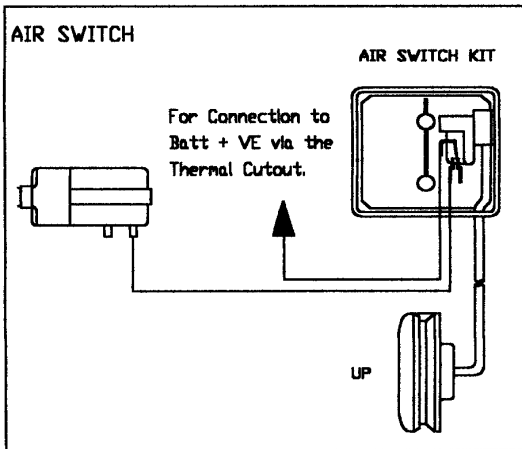 AIR SWITCH
AIR SWITCH KIT
For Connection to
Batt + VE via the
Thermal Cutout.
UP